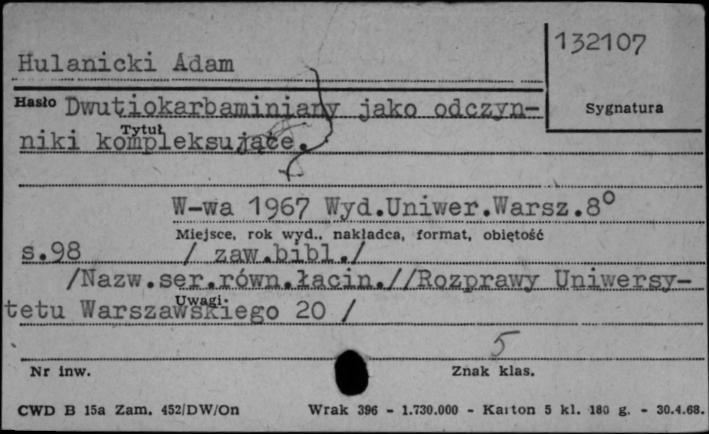 132107
Hulanicki Adam
Hasło Dwutiokarbaminiany jako odczyn-
Sygnatura
Tytuł
niki kompleksujące.
W-wa 1967 Wyd.Uniwer.Warsz.8°
Miejsce, rok wyd., nakładca, format, objętość
s.98 / zaw.bibl./
/Nazw.ser.równ.łacin.//Rozprawy Uniwersy-
Uwagi:
tetu Warszawskiego 20 /
5
Nr inw. Znak klas.
CWD B 15a Zam. 452/DW/On Wrak 396 - 1.730.000 - Karton 5 kl. 180 g. - 30.4.68.